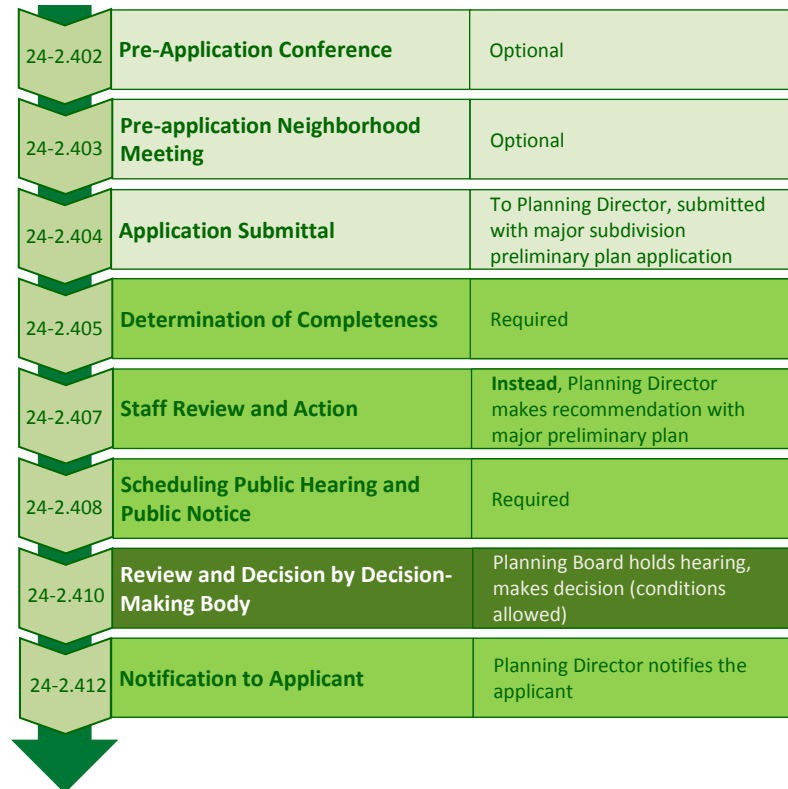 24-2.402
Pre-Application Conference
Optional
24-2.403
Pre-application Neighborhood
Meeting
Optional
24-2.404
Application Submittal
To Planning Director, submitted
with major subdivision
preliminary plan application
24-2.405
Determination of Completeness
Required
24-2.407
Staff Review and Action
Instead, Planning Director
makes recommendation with
major preliminary plan
24-2.408
Scheduling Public Hearing and
Public Notice
Required
24-2.410
Review and Decision by Decision-
Making Body
Planning Board holds hearing,
makes decision (conditions
allowed)
24-2.412
Notification to Applicant
Planning Director notifies the
applicant